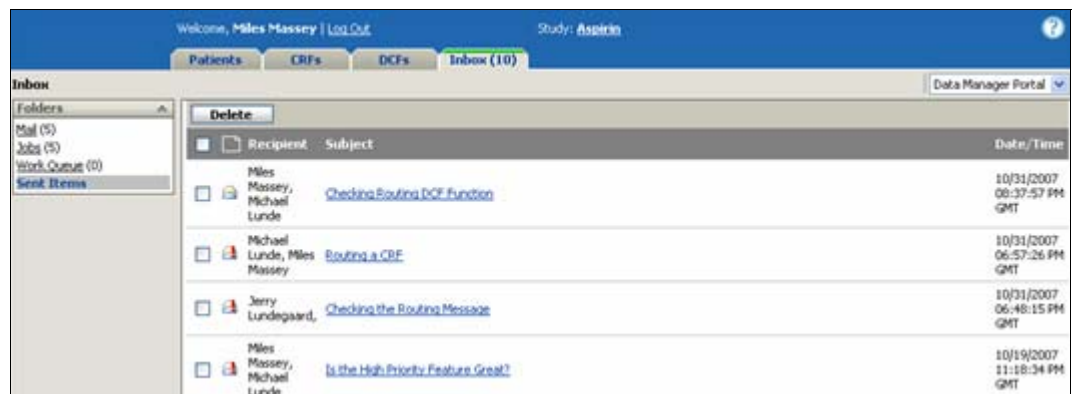 Welcome, Miles Massey | Log Out
Study: Aspirin
?
Patients
CRFs
DCFs
Inbox (10)
Inbox
Data Manager Portal
Folders
Mail (5)
Jobs (5)
Work Queue (0)
Sent Items
Delete
Recipient
Subject
Date/Time
Miles
Massey,
Michael
Lunde
Checking Routing DCF Function
10/31/2007
08:37:57 PM
GMT
Michael
Lunde, Miles
Massey
Routing a CRF
10/31/2007
06:57:26 PM
GMT
Jerry
Lundegaard,
Checking the Routing Message
10/31/2007
06:48:15 PM
GMT
Miles
Massey,
Michael
Lunde
Is the High Priority Feature Great?
10/19/2007
11:18:34 PM
GMT